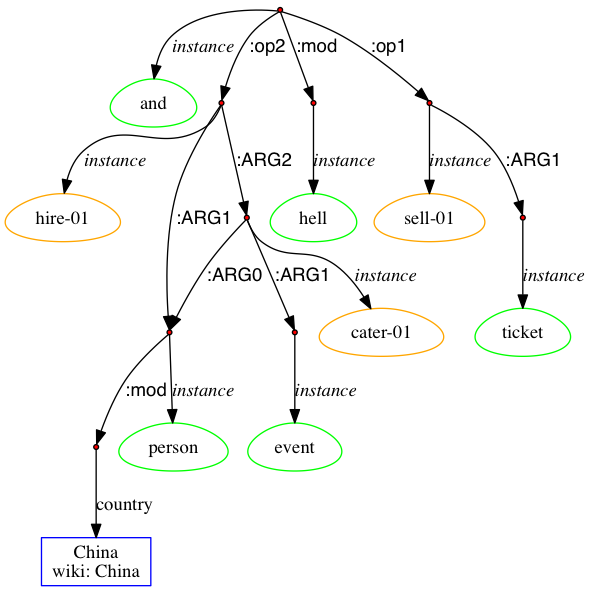 instance
:op2
:mod
:op1
and
instance
:ARG2
instance
instance
:ARG1
hire-01
:ARG1
hell
sell-01
:ARG0
:ARG1
instance
instance
cater-01
ticket
:mod
instance
instance
person
event
country
China
wiki: China